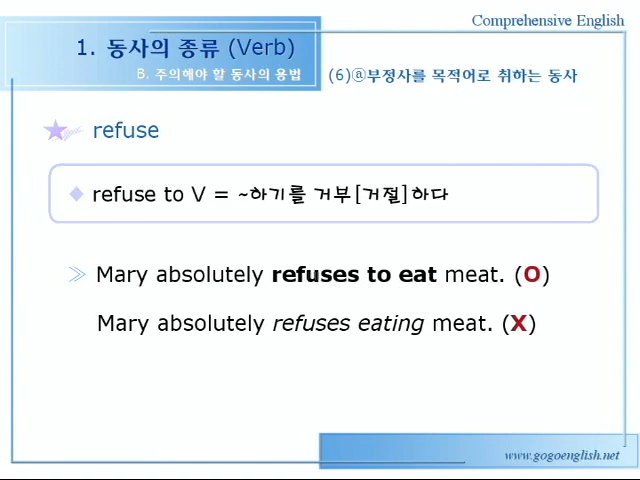 Comprehensive English
1. 동사의 종류 (Verb)
B. 주의해야 할 동사의 용법
(6)ⓐ부정사를 목적어로 취하는 동사
refuse
refuse to V = ~하기를 거부[거절]하다
Mary absolutely refuses to eat meat. (O)
Mary absolutely refuses eating meat. (X)
www.gogoenglish.net